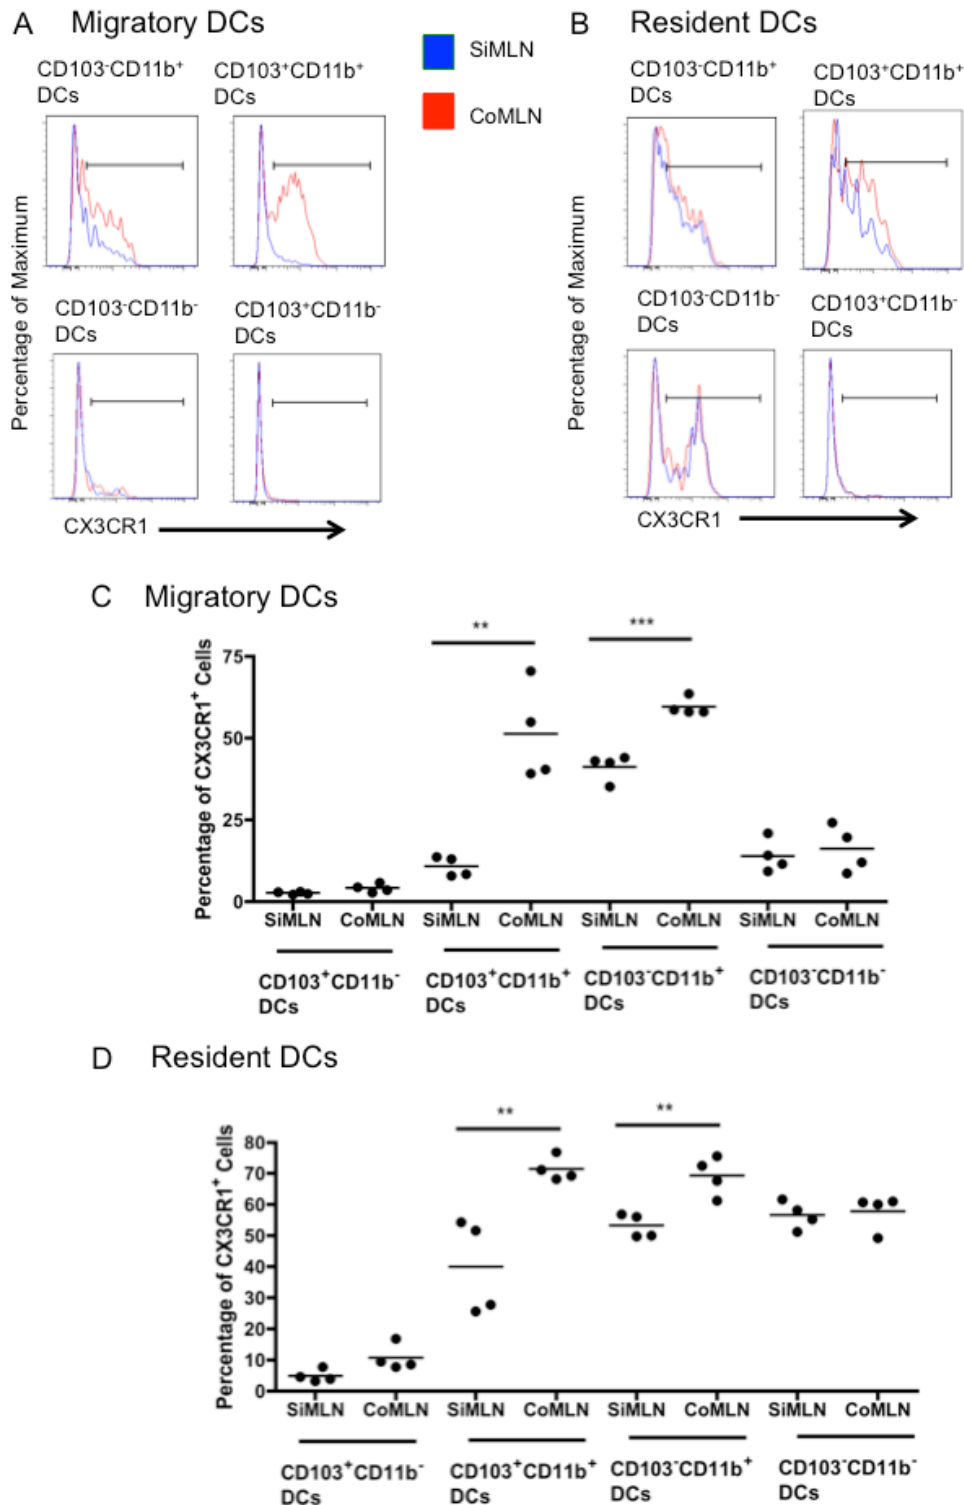 A Migratory DCs
SiMLN
CoMLN
B Resident DCs
CD103⁻CD11b⁺
DCs
CD103⁺CD11b⁺
DCs
CD103⁻CD11b⁺
DCs
CD103⁺CD11b⁺
DCs
Percentage of Maximum
Percentage of Maximum
CD103⁻CD11b⁻
DCs
CD103⁺CD11b⁻
DCs
CD103⁻CD11b⁻
DCs
CD103⁺CD11b⁻
DCs
CX3CR1
CX3CR1
C Migratory DCs
Percentage of CX3CR1⁺ Cells
75
50
25
0
** ***
SiMLN CoMLN SiMLN CoMLN SiMLN CoMLN SiMLN CoMLN
CD103⁺CD11b⁻
DCs
CD103⁺CD11b⁺
DCs
CD103⁻CD11b⁺
DCs
CD103⁻CD11b⁻
DCs
D Resident DCs
Percentage of CX3CR1⁺ Cells
80
70
60
50
40
30
20
10
0
** **
SiMLN CoMLN SiMLN CoMLN SiMLN CoMLN SiMLN CoMLN
CD103⁺CD11b⁻
DCs
CD103⁺CD11b⁺
DCs
CD103⁻CD11b⁺
DCs
CD103⁻CD11b⁻
DCs